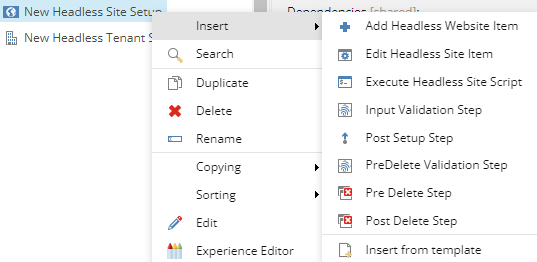 New Headless Site Setup
New Headless Tenant S
Dependencies [shared]:
Insert
Search
Duplicate
Delete
Rename
Copying
Sorting
Edit
Experience Editor
Add Headless Website Item
Edit Headless Site Item
Execute Headless Site Script
Input Validation Step
Post Setup Step
PreDelete Validation Step
Pre Delete Step
Post Delete Step
Insert from template